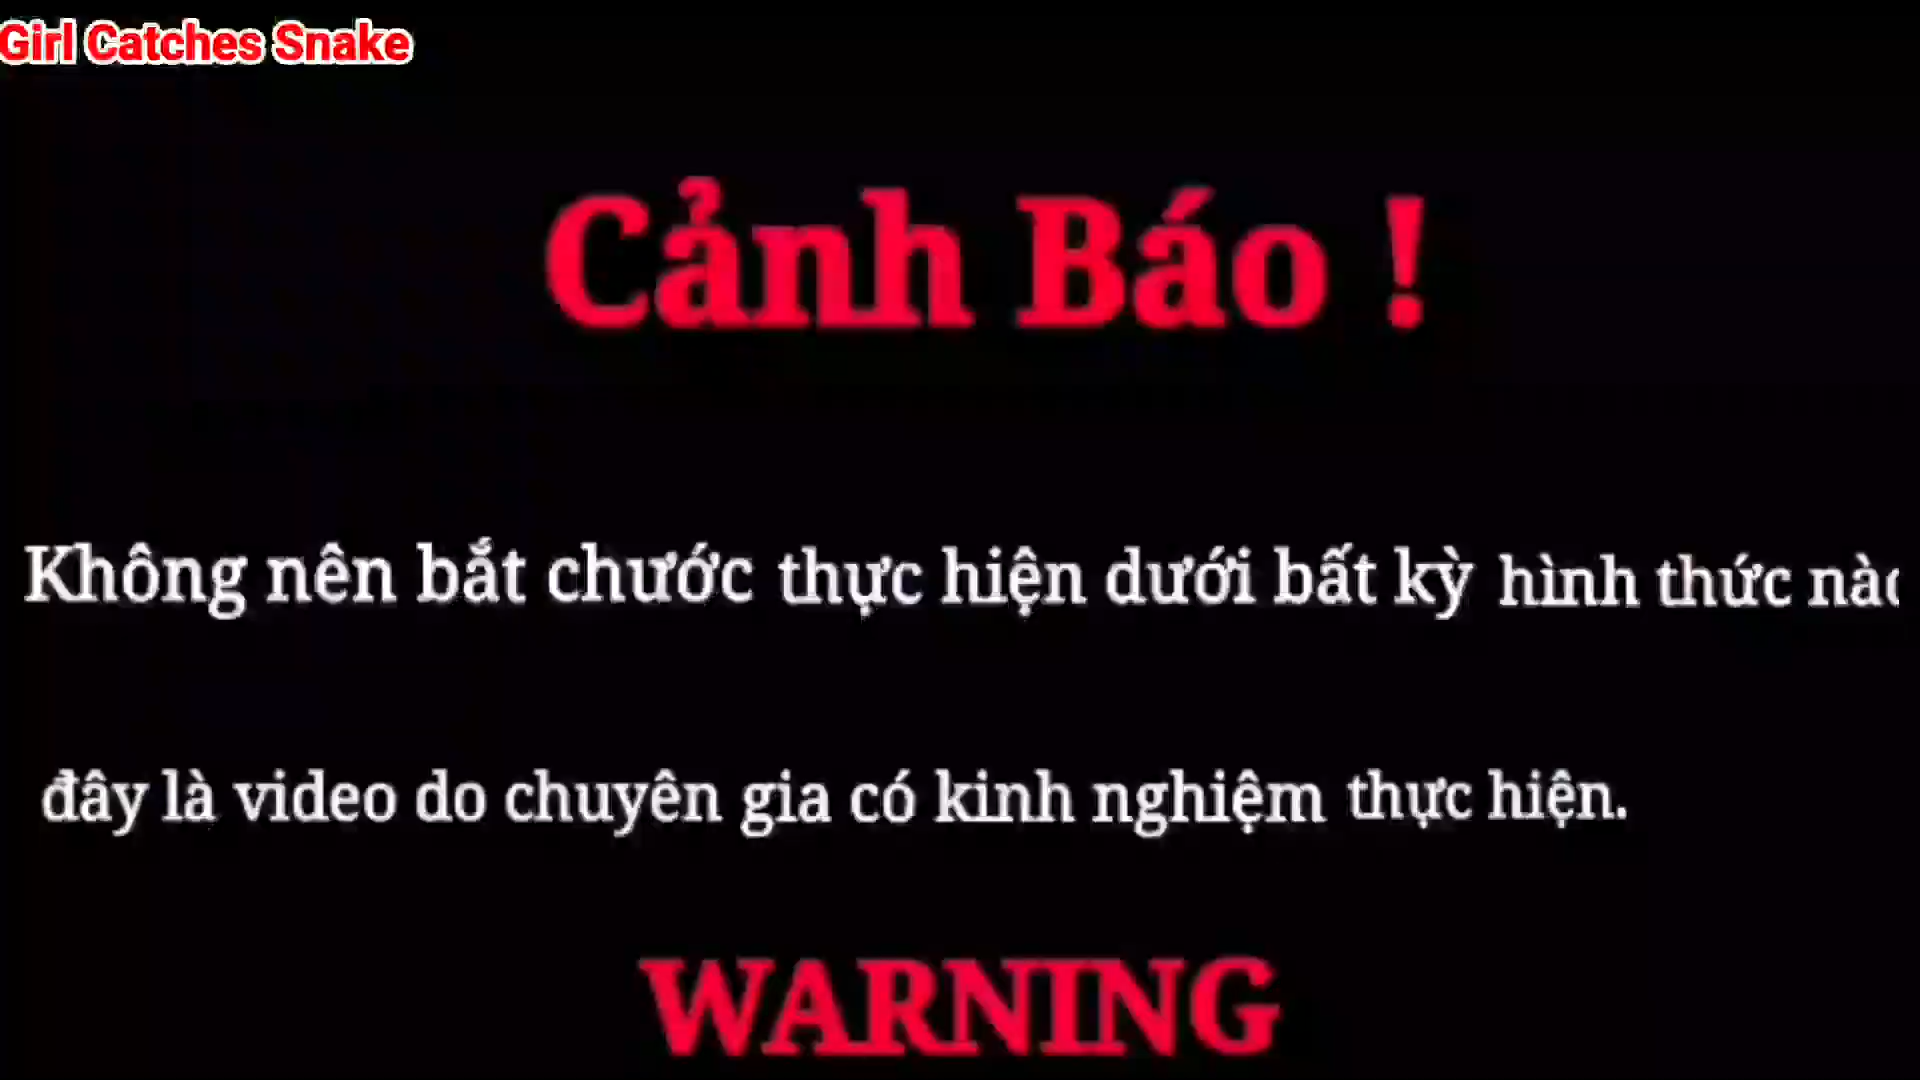 Girl Catches Snake
Cảnh Báo !
Không nên bắt chước thực hiện dưới bất kỳ hình thức nào
đây là video do chuyên gia có kinh nghiệm thực hiện.
WARNING